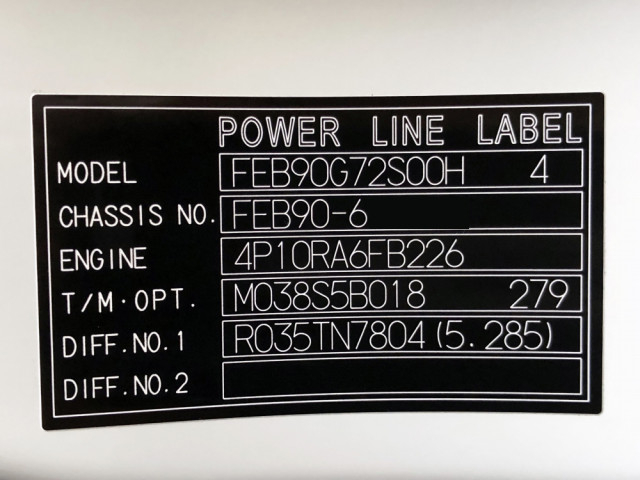 POWER LINE LABEL
MODEL FEB90G72S00H 4
CHASSIS NO. FEB90-6
ENGINE 4P10RA6FB226
T/M·OPT. M038S5B018 279
DIFF.NO.1 R035TN7804(5.285)
DIFF.NO.2